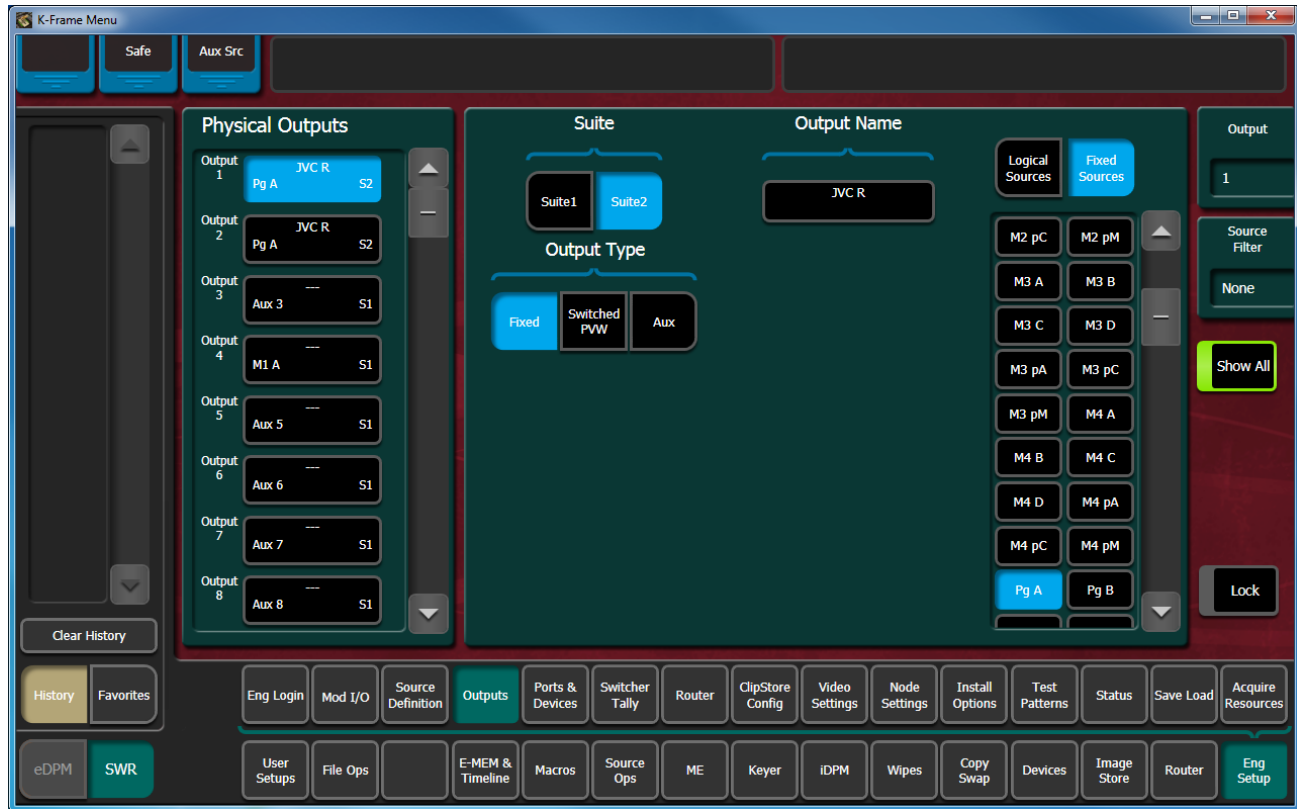 K-Frame Menu
Safe
Aux Src
Physical Outputs
Output 1
JVC R
Pg A S2
Output 2
JVC R
Pg A S2
Output 3
---
Aux 3 S1
Output 4
---
M1 A S1
Output 5
---
Aux 5 S1
Output 6
---
Aux 6 S1
Output 7
---
Aux 7 S1
Output 8
---
Aux 8 S1
Suite
Suite1 Suite2
Output Type
Fixed
Switched PVW
Aux
Output Name
JVC R
Logical Sources
Fixed Sources
M2 pC M2 pM
M3 A M3 B
M3 C M3 D
M3 pA M3 pC
M3 pM M4 A
M4 B M4 C
M4 D M4 pA
M4 pC M4 pM
Pg A Pg B
Output
1
Source Filter
None
Show All
Lock
Clear History
History
Favorites
Eng Login
Mod I/O
Source Definition
Outputs
Ports & Devices
Switcher Tally
Router
ClipStore Config
Video Settings
Node Settings
Install Options
Test Patterns
Status
Save Load
Acquire Resources
eDPM
SWR
User Setups
File Ops
E-MEM & Timeline
Macros
Source Ops
ME
Keyer
iDPM
Wipes
Copy Swap
Devices
Image Store
Router
Eng Setup